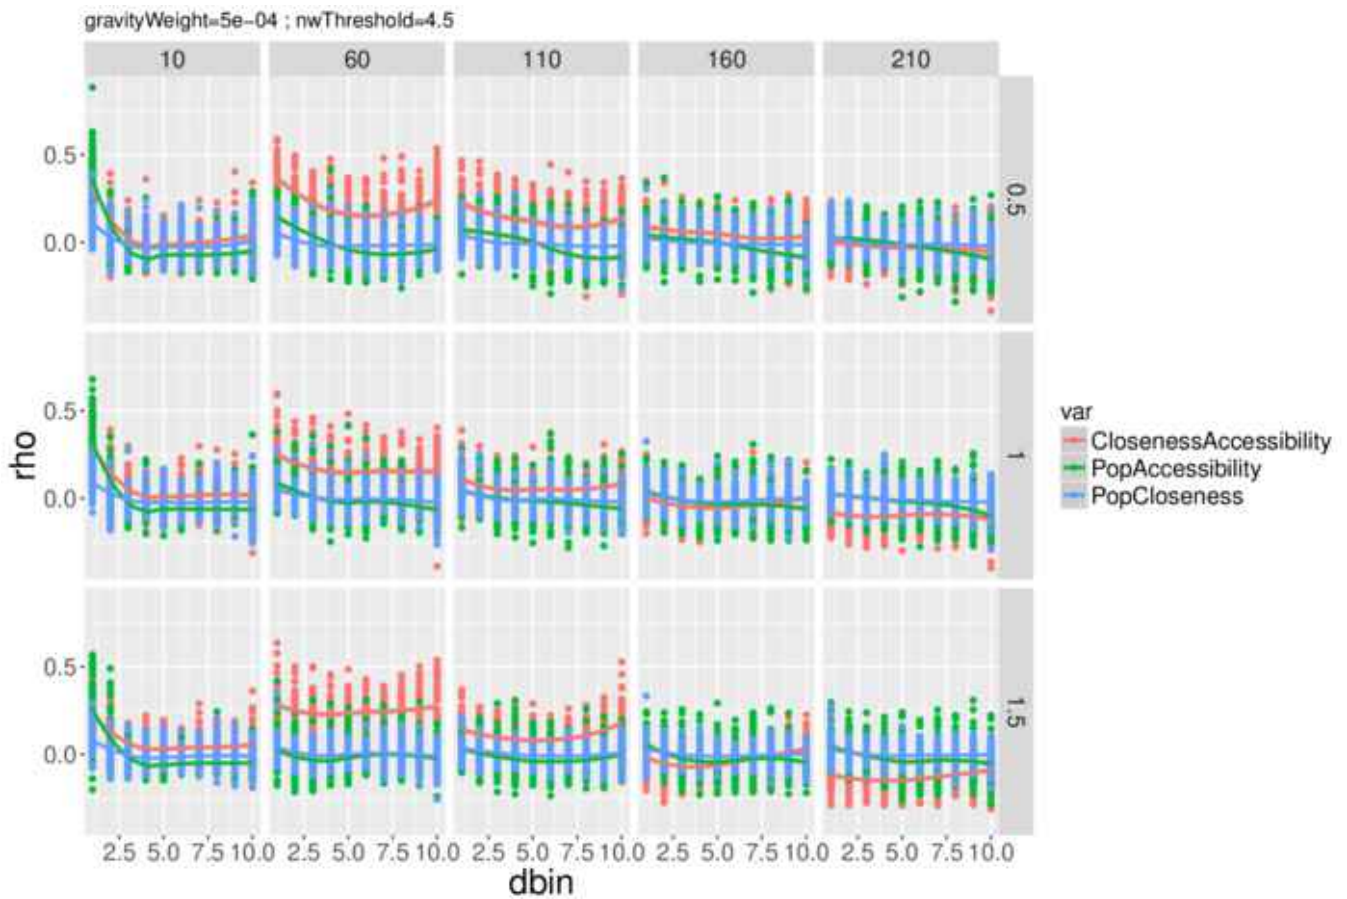 gravityWeight=5e−04 ; nwThreshold=4.5
10 60 110 160 210
0.5
0.0
0.5
rho
0.5
0.0
1
0.5
0.0
1.5
2.5 5.0 7.5 10.0 2.5 5.0 7.5 10.0 2.5 5.0 7.5 10.0 2.5 5.0 7.5 10.0 2.5 5.0 7.5 10.0
dbin
var
ClosenessAccessibility
PopAccessibility
PopCloseness